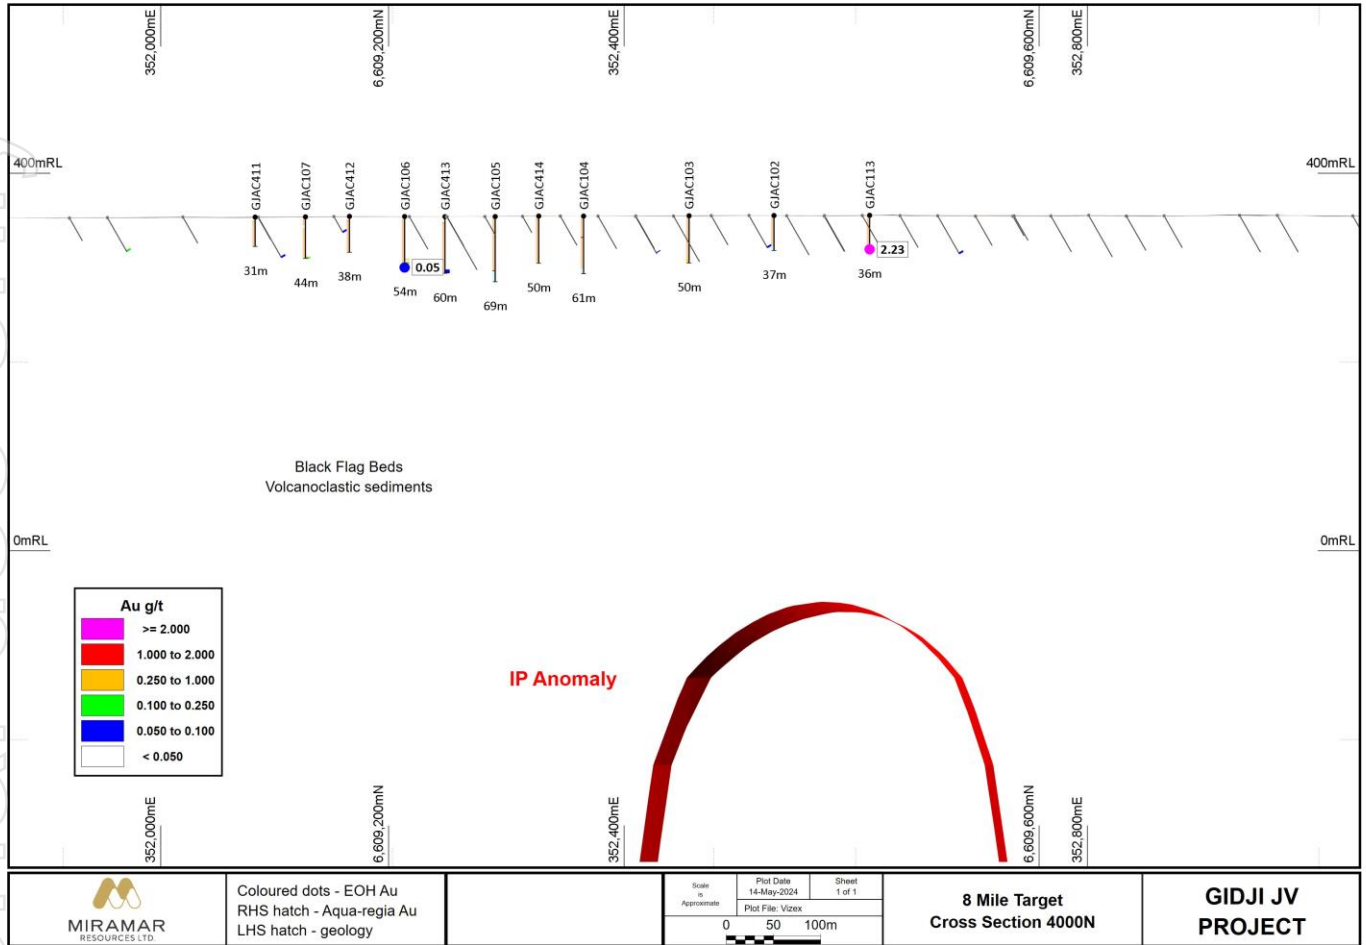 352,000mE
6,609,200mN
352,400mE
6,609,600mN
352,800mE
400mRL
400mRL
GJAC411
GJAC107
GJAC412
GJAC106
GJAC413
GJAC105
GJAC414
GJAC104
GJAC103
GJAC102
GJAC113
0.05
2.23
31m
44m
38m
54m
60m
69m
50m
61m
50m
37m
36m
Black Flag Beds
Volcanoclastic sediments
0mRL
0mRL
Au g/t
>= 2.000
1.000 to 2.000
0.250 to 1.000
0.100 to 0.250
0.050 to 0.100
< 0.050
IP Anomaly
352,000mE
6,609,200mN
352,400mE
6,609,600mN
352,800mE
MIRAMAR
RESOURCES LTD.
Coloured dots - EOH Au
RHS hatch - Aqua-regia Au
LHS hatch - geology
Scale
is
Approximate
Plot Date
14-May-2024
Sheet
1 of 1
Plot File: Vizex
0 50 100m
8 Mile Target
Cross Section 4000N
GIDJI JV
PROJECT